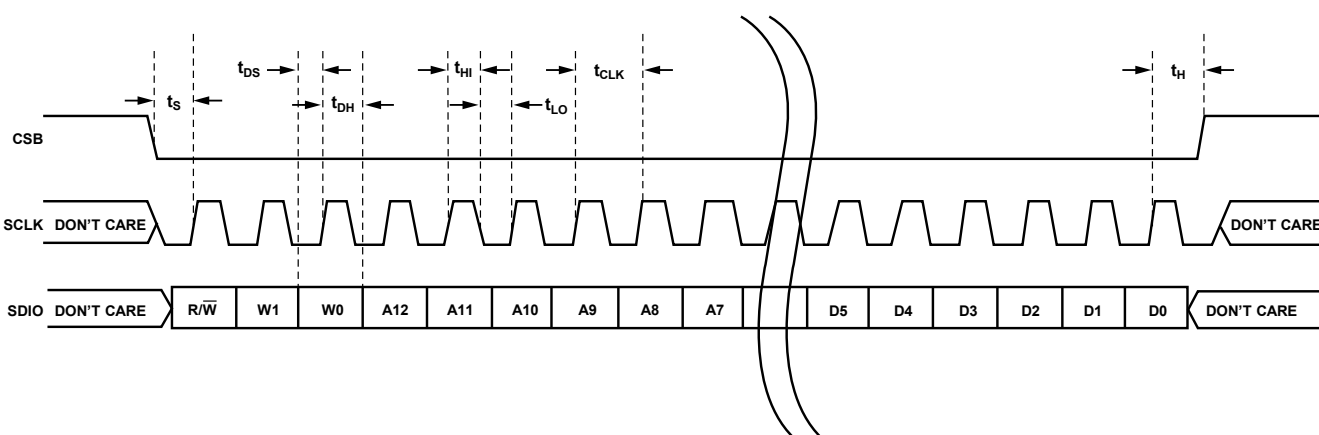 tDS
tHI
tCLK
tH
tS
tDH
tLO
CSB
SCLK DON'T CARE
DON'T CARE
SDIO DON'T CARE R/W̅ W1 W0 A12 A11 A10 A9 A8 A7 D5 D4 D3 D2 D1 D0 DON'T CARE